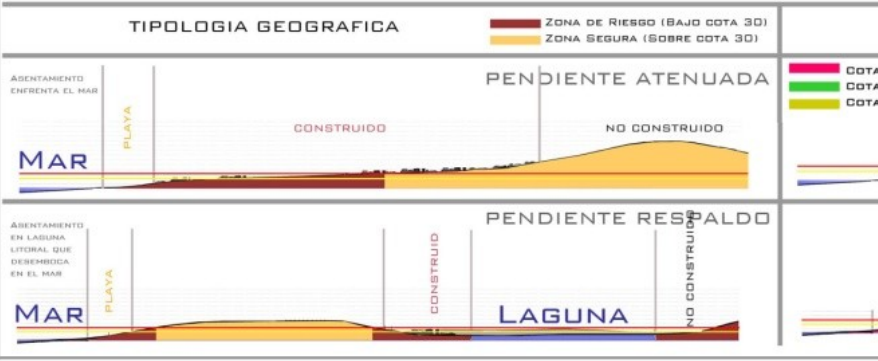 TIPOLOGIA GEOGRAFICA
ZONA DE RIESGO (BAJO COTA 30)
ZONA SEGURA (SOBRE COTA 30)
ASENTAMIENTO
ENFRENTA EL MAR
PLAYA
PENDIENTE ATENUADA
CONSTRUIDO
NO CONSTRUIDO
MAR
COTA
COTA
COTA
ASENTAMIENTO
EN LAGUNA
LITORAL QUE
DESEMBOCA
EN EL MAR
PLAYA
PENDIENTE RESPALDO
CONSTRUID
NO CONSTRUIDO
MAR
LAGUNA